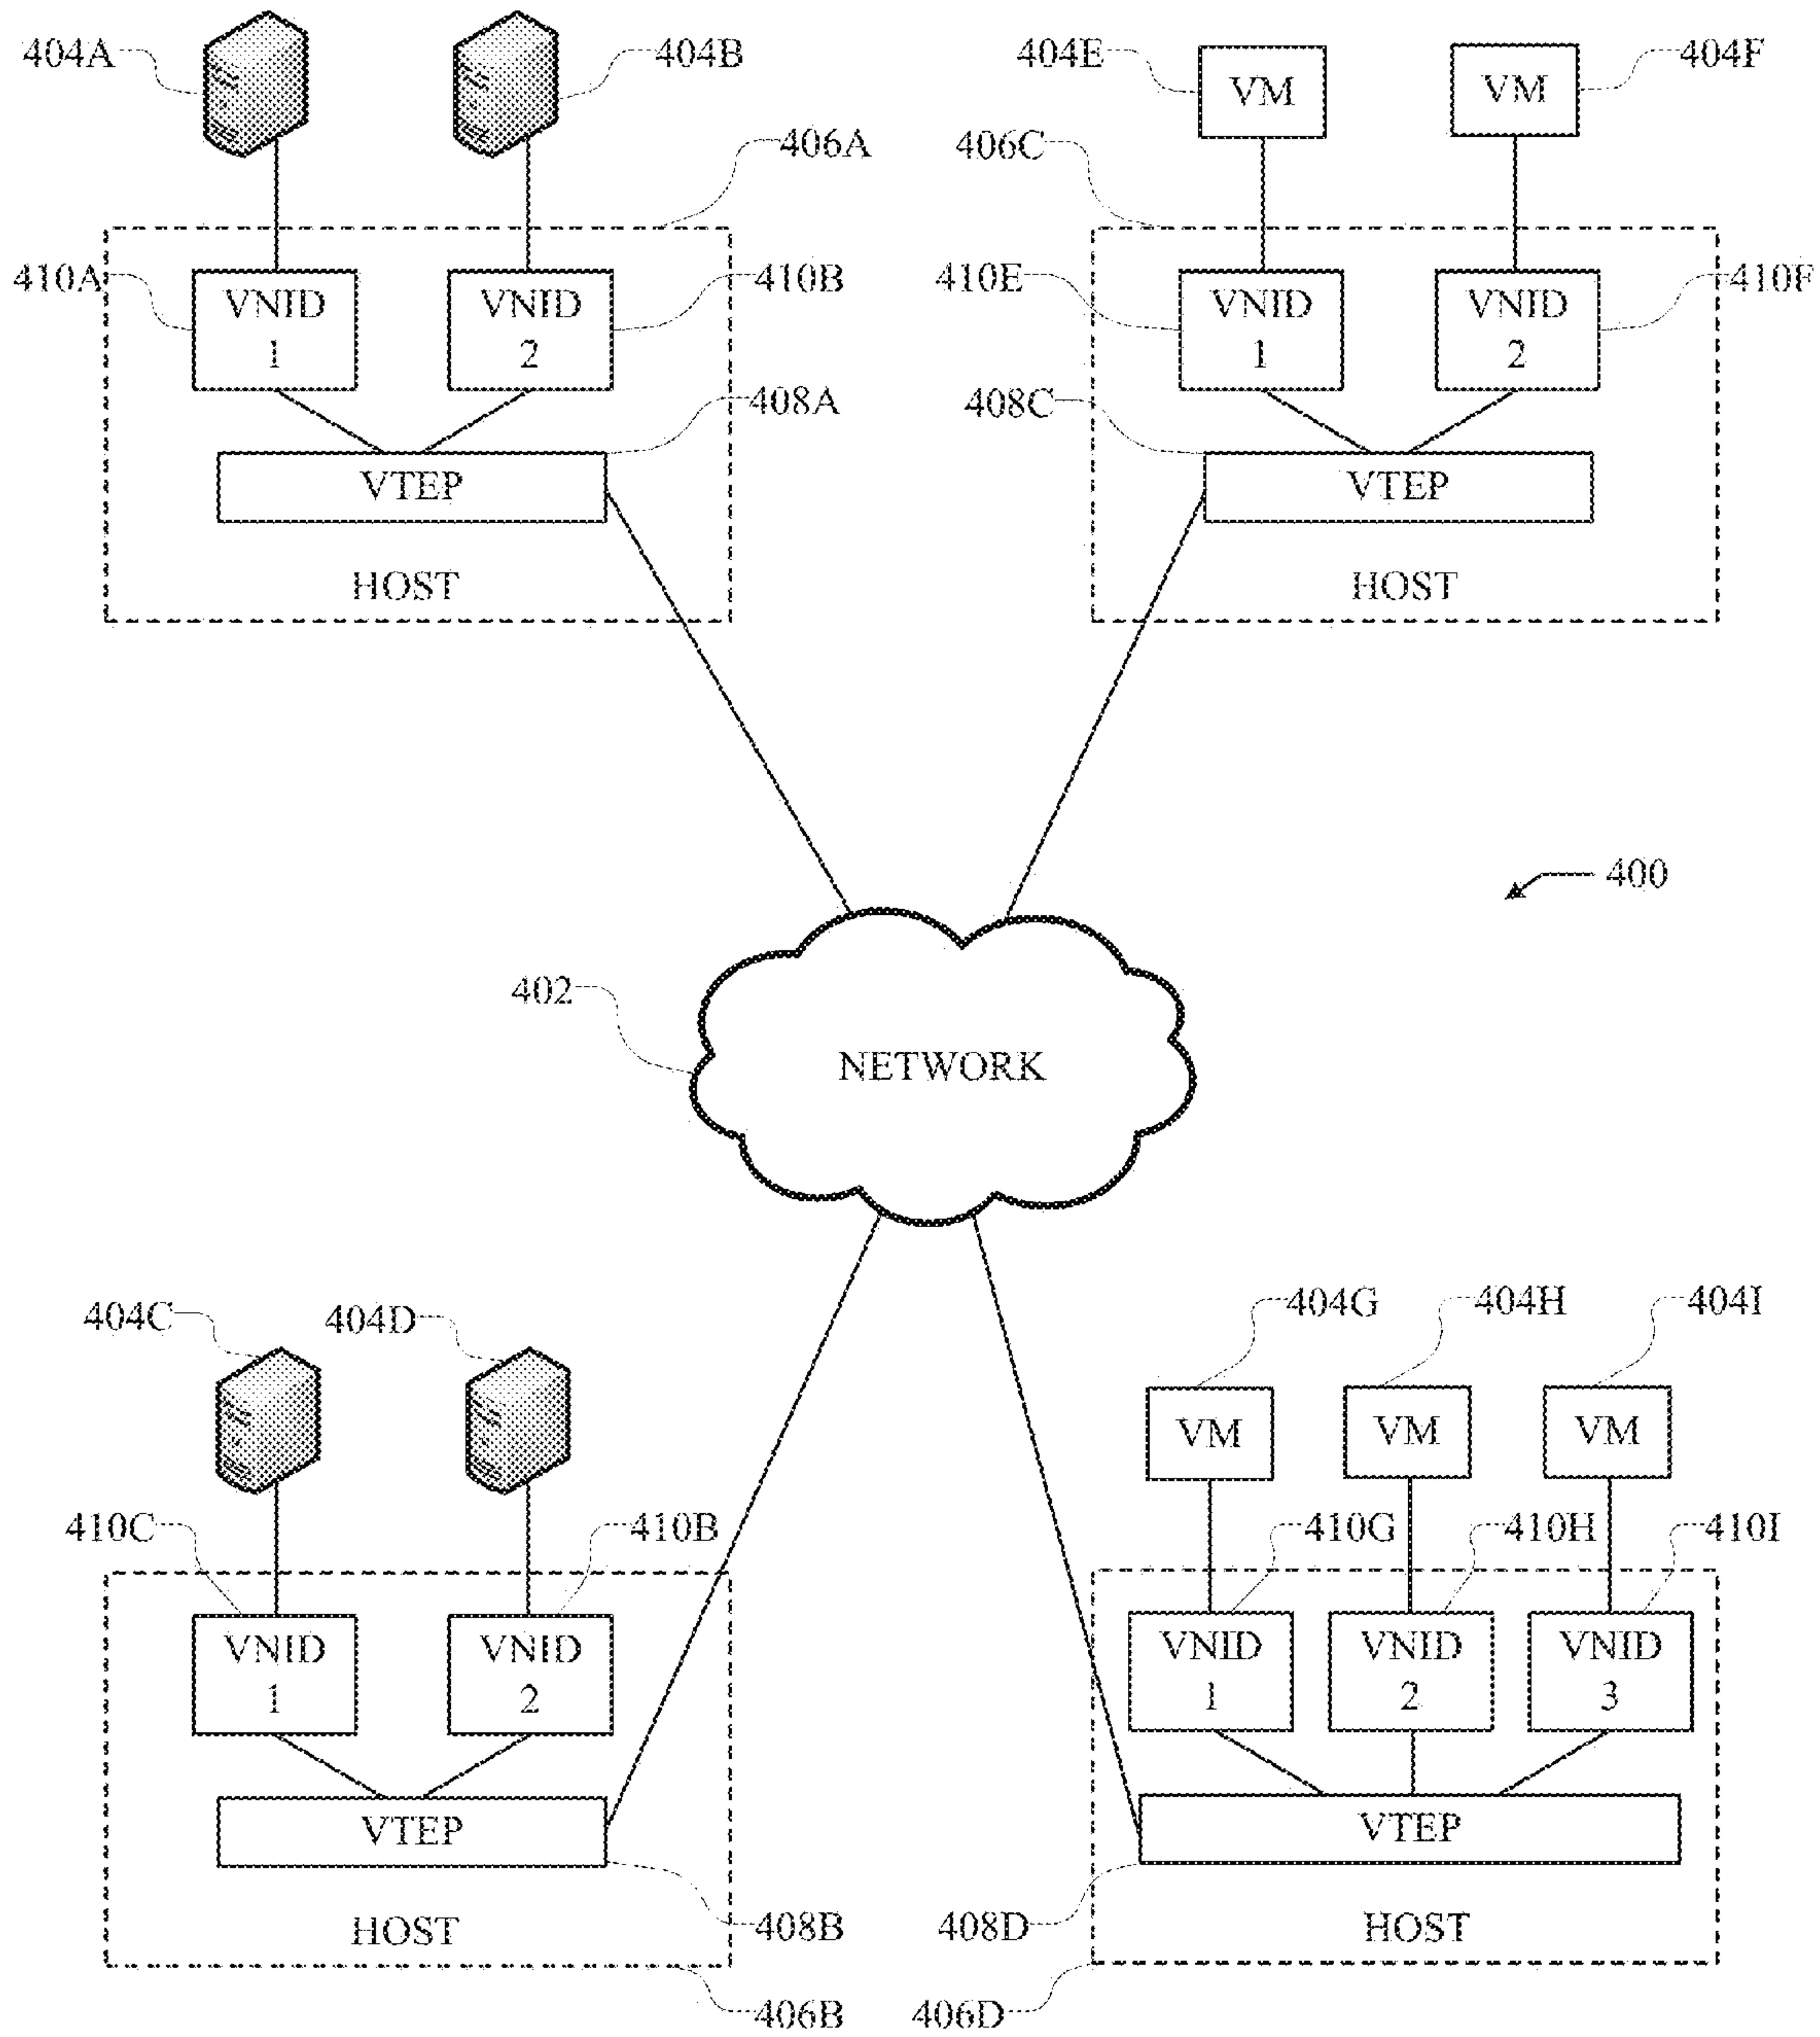 404A
404B
404E
VM
VM
404F
406A
406C
410A
VNID
1
VNID
2
410B
410E
VNID
1
VNID
2
410F
408A
408C
VTEP
VTEP
HOST
HOST
400
402
NETWORK
404C
404D
404G
404H
404I
VM
VM
VM
410C
410B
410G
410H
410I
VNID
1
VNID
2
VNID
1
VNID
2
VNID
3
VTEP
VTEP
HOST
408B
408D
HOST
406B
406D